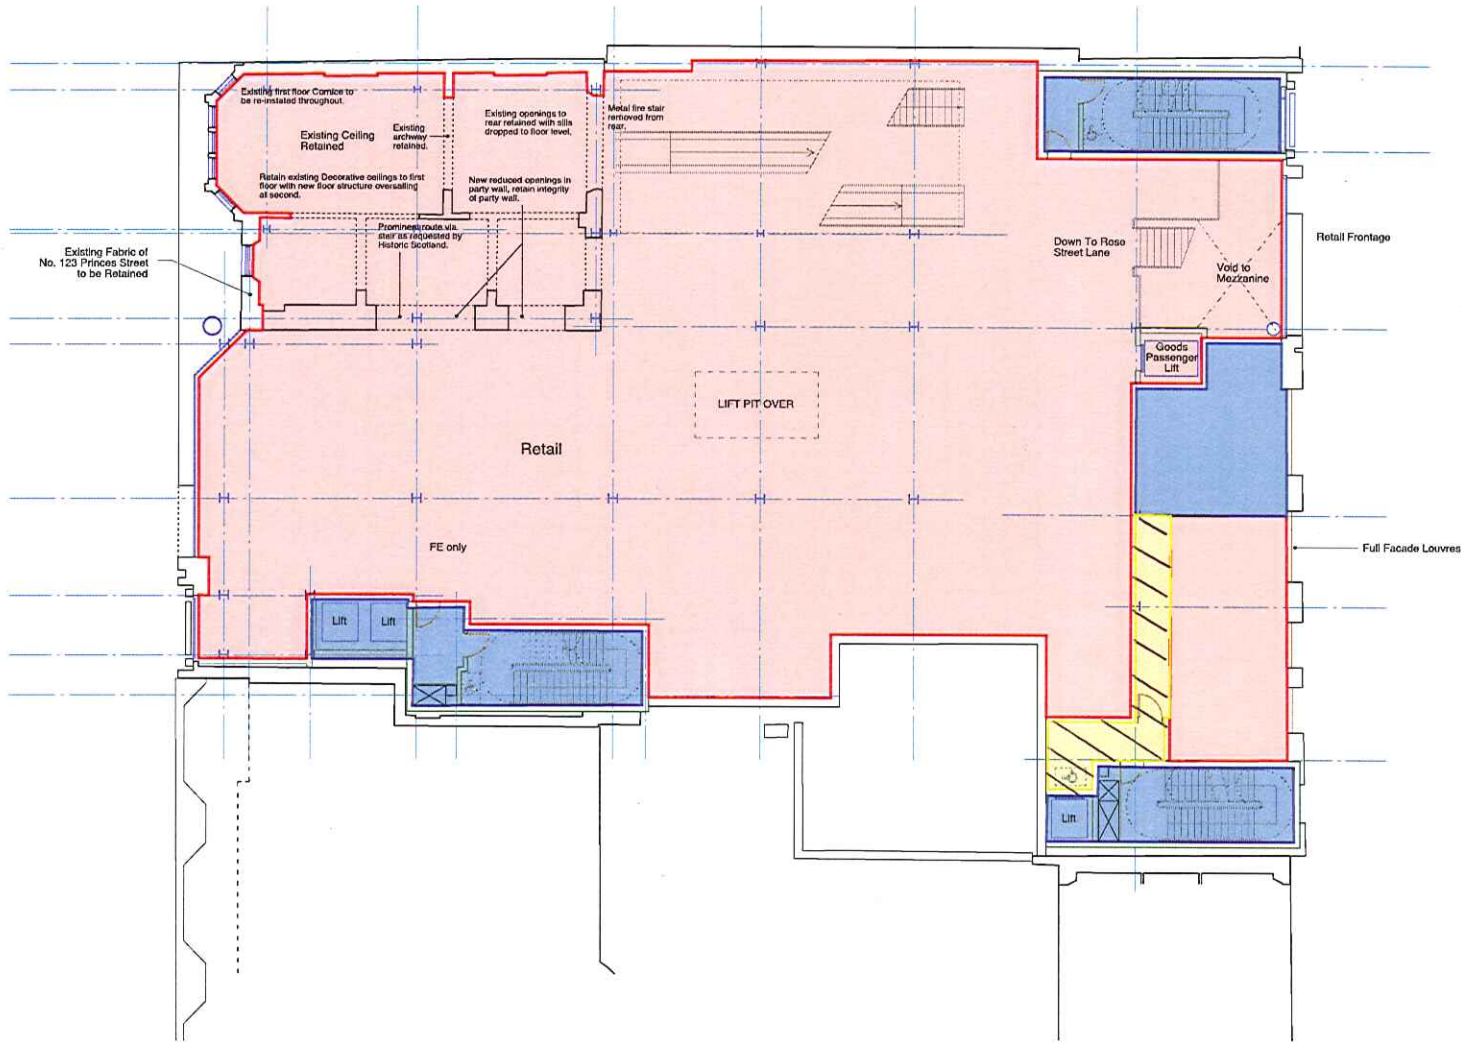 Existing first floor Cornice to
be re-instated throughout.
Existing Ceiling
Retained
Existing
archway
retained.
Existing openings to
rear retained with sills
dropped to floor level.
Metal fire stair
removed from
rear.
Retain existing Decorative ceilings to first
floor with new floor structure oversailing
at second.
New reduced openings in
party wall, retain integrity
of party wall.
Prominent route via
stair as requested by
Historic Scotland.
Existing Fabric of
No. 123 Princes Street
to be Retained
Down To Rose
Street Lane
Void to
Mezzanine
Retail Frontage
Goods
Passenger
Lift
LIFT PIT OVER
Retail
FE only
Full Facade Louvres
Lift
Lift
Lift